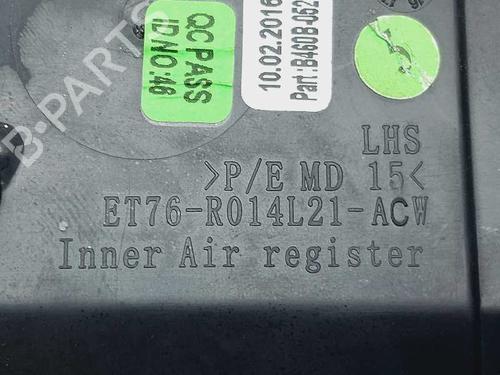 QC PASS
ID NO:46
10.02.2016
Part:B460B-052
LHS
>P/E MD 15<
ET76-R014L21-ACW
Inner Air register
B-PARTS